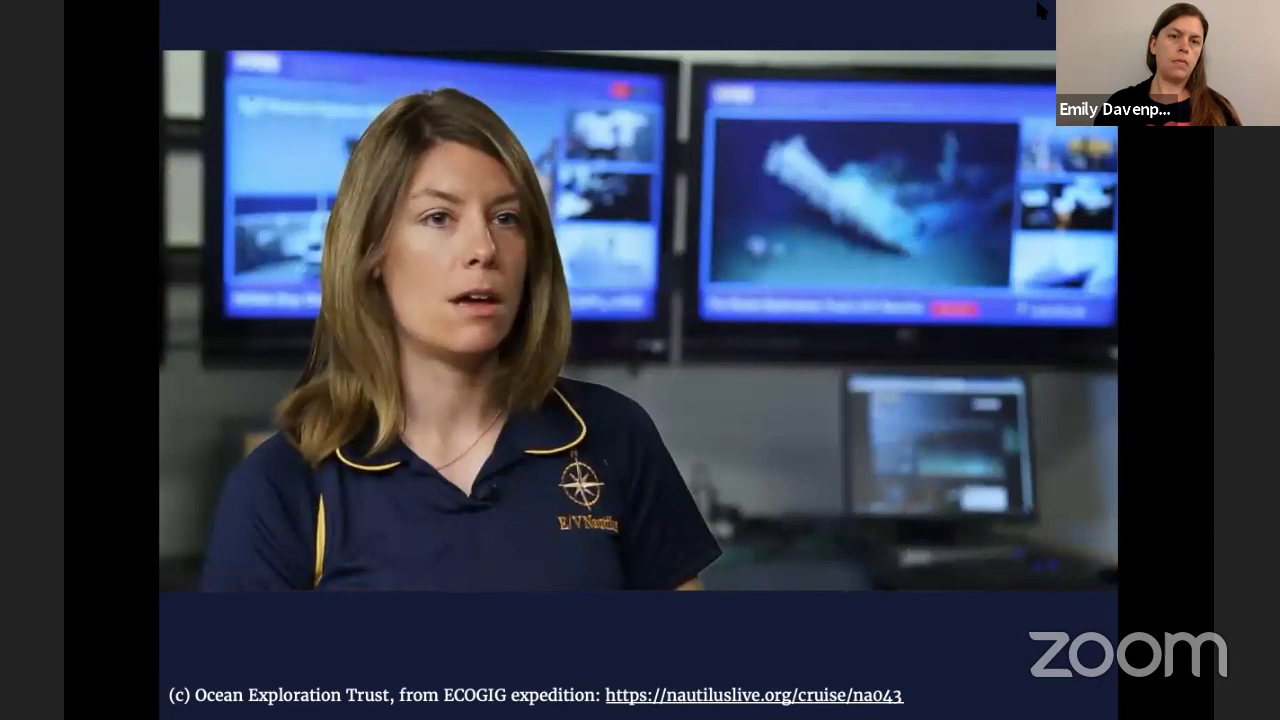 Emily Davenp...
E/V Nautilus
zoom
(c) Ocean Exploration Trust, from ECOGIG expedition: https://nautiluslive.org/cruise/na043